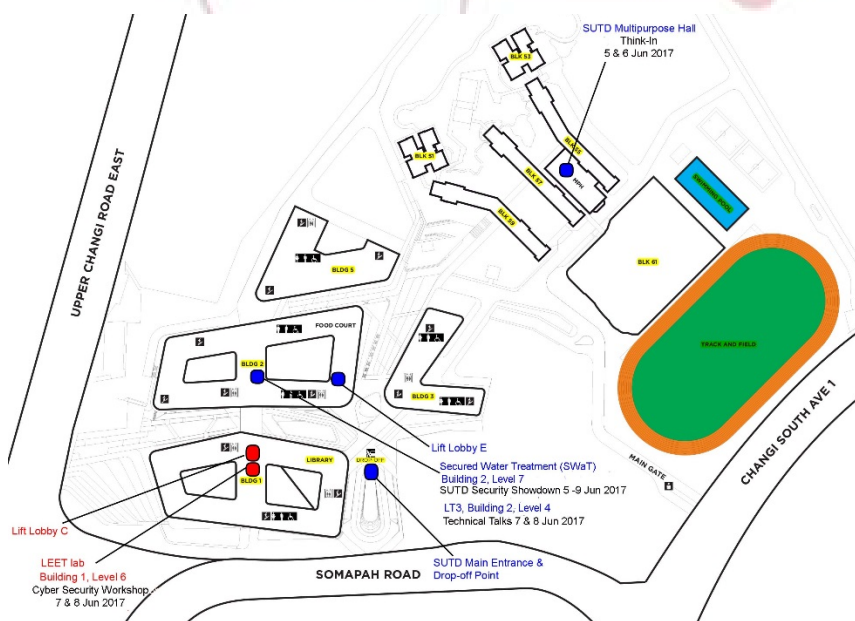 SUTD Multipurpose Hall
Think-In
5 & 6 Jun 2017
BLK 53
BLK 55
BLK 51
BLK 57
MPH
SWIMMING POOL
BLK 59
BLK 61
UPPER CHANGI ROAD EAST
BLDG 5
FOOD COURT
TRACK AND FIELD
BLDG 2
BLDG 3
CHANGI SOUTH AVE 1
Lift Lobby E
MAIN GATE
LIBRARY
DROP-OFF
BLDG 1
Secured Water Treatment (SWaT)
Building 2, Level 7
SUTD Security Showdown 5 -9 Jun 2017
LT3, Building 2, Level 4
Technical Talks 7 & 8 Jun 2017
Lift Lobby C
LEET lab
Building 1, Level 6
Cyber Security Workshop
7 & 8 Jun 2017
SUTD Main Entrance &
Drop-off Point
SOMAPAH ROAD